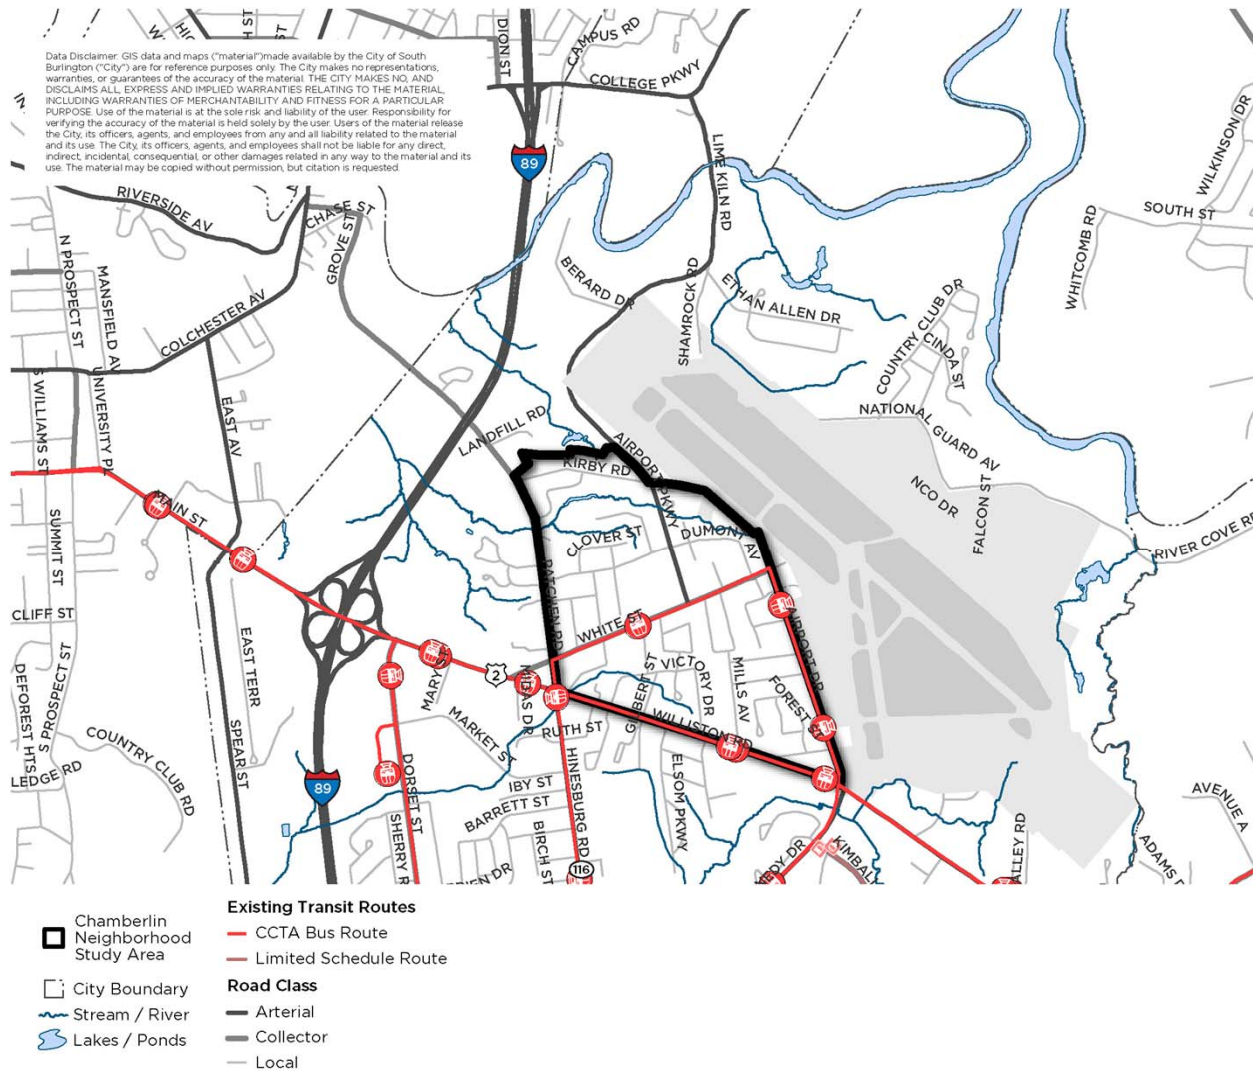 Data Disclaimer: GIS data and maps ("material")made available by the City of South
Burlington ("City") are for reference purposes only. The City makes no representations,
warranties, or guarantees of the accuracy of the material. THE CITY MAKES NO, AND
DISCLAIMS ALL, EXPRESS AND IMPLIED WARRANTIES RELATING TO THE MATERIAL,
INCLUDING WARRANTIES OF MERCHANTABILITY AND FITNESS FOR A PARTICULAR
PURPOSE. Use of the material is at the sole risk and liability of the user. Responsibility for
verifying the accuracy of the material is held solely by the user. Users of the material release
the City, its officers, agents, and employees from any and all liability related to the material
and its use. The City, its officers, agents, and employees shall not be liable for any direct,
indirect, incidental, consequential, or other damages related in any way to the material and its
use. The material may be copied without permission, but citation is requested.
DION ST
CAMPUS RD
COLLEGE PKWY
89
LIME KILN RD
WILKINSON DR
SOUTH ST
WHITCOMB RD
RIVERSIDE AV
CHASE ST
GROVE ST
N PROSPECT ST
MANSFIELD AV
COLCHESTER AV
BERARD DR
SHAMROCK RD
ETHAN ALLEN DR
COUNTRY CLUB DR
CINDA ST
S WILLIAMS ST
UNIVERSITY PL
EAST AV
LANDFILL RD
NATIONAL GUARD AV
AIRPORT PKWY
KIRBY RD
NCO DR
FALCON ST
MAIN ST
SUMMIT ST
CLOVER ST
DUMONT AV
RIVER COVE RD
PATCHEN RD
CLIFF ST
WHITE ST
AIRPORT DR
EAST TERR
DEFOREST HTS
S PROSPECT ST
MARY ST
2
MIDAS DR
GILBERT ST
VICTORY DR
MILLS AV
FOREST ST
SPEAR ST
COUNTRY CLUB RD
MARKET ST
RUTH ST
WILLISTON RD
LEDGE RD
89
DORSET ST
HINESBURG RD
ELSOM PKWY
IBY ST
BARRETT ST
SHERRY R
BIRCH ST
116
KIMBAL
ALLEY RD
AVENUE A
ADAMS
Chamberlin
Neighborhood
Study Area
City Boundary
Stream / River
Lakes / Ponds
Existing Transit Routes
CCTA Bus Route
Limited Schedule Route
Road Class
Arterial
Collector
Local